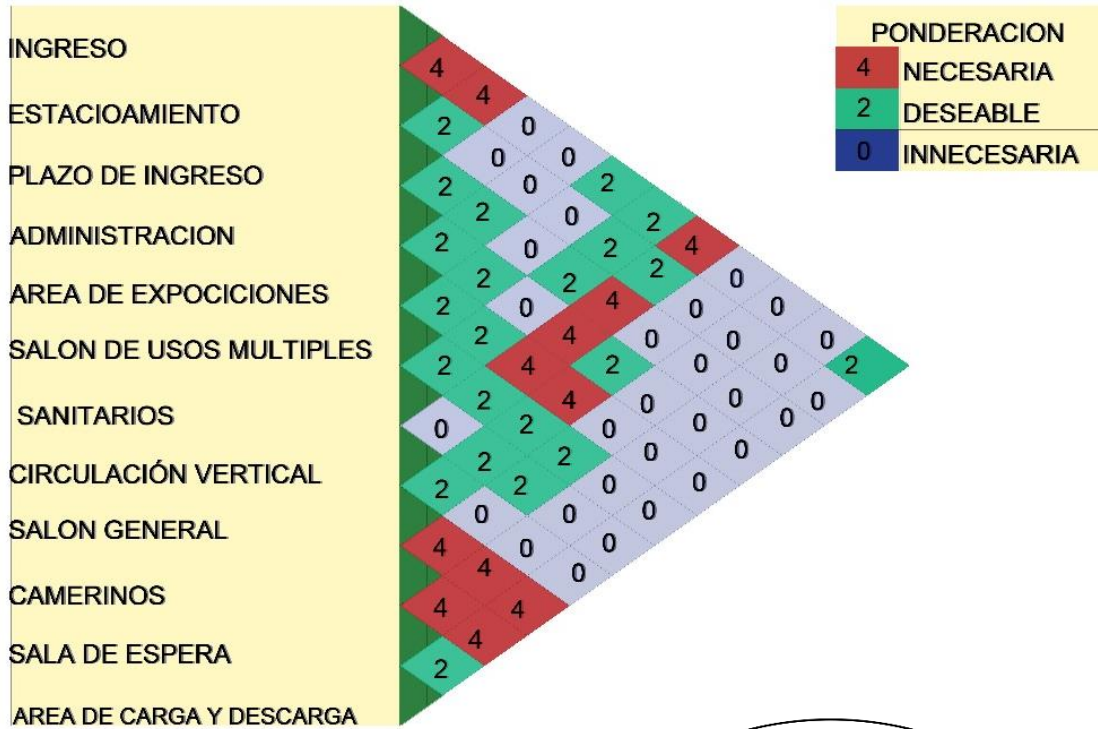 INGRESO
ESTACIOAMIENTO
PLAZO DE INGRESO
ADMINISTRACION
AREA DE EXPOCICIONES
SALON DE USOS MULTIPLES
SANITARIOS
CIRCULACIÓN VERTICAL
SALON GENERAL
CAMERINOS
SALA DE ESPERA
AREA DE CARGA Y DESCARGA
4
4
2 0
0 0
2 0 2
2 0 2
2 0 2 4
2 2 2 0
2 0 4 0 0
2 4 0 0 0
2 4 2 0 0 2
2 4 0 0 0
0 2 0 0 0
2 2 0 0
2 2 0 0
0 0 0
4 0 0
4 0
4 4
4
2
PONDERACION
4 NECESARIA
2 DESEABLE
0 INNECESARIA